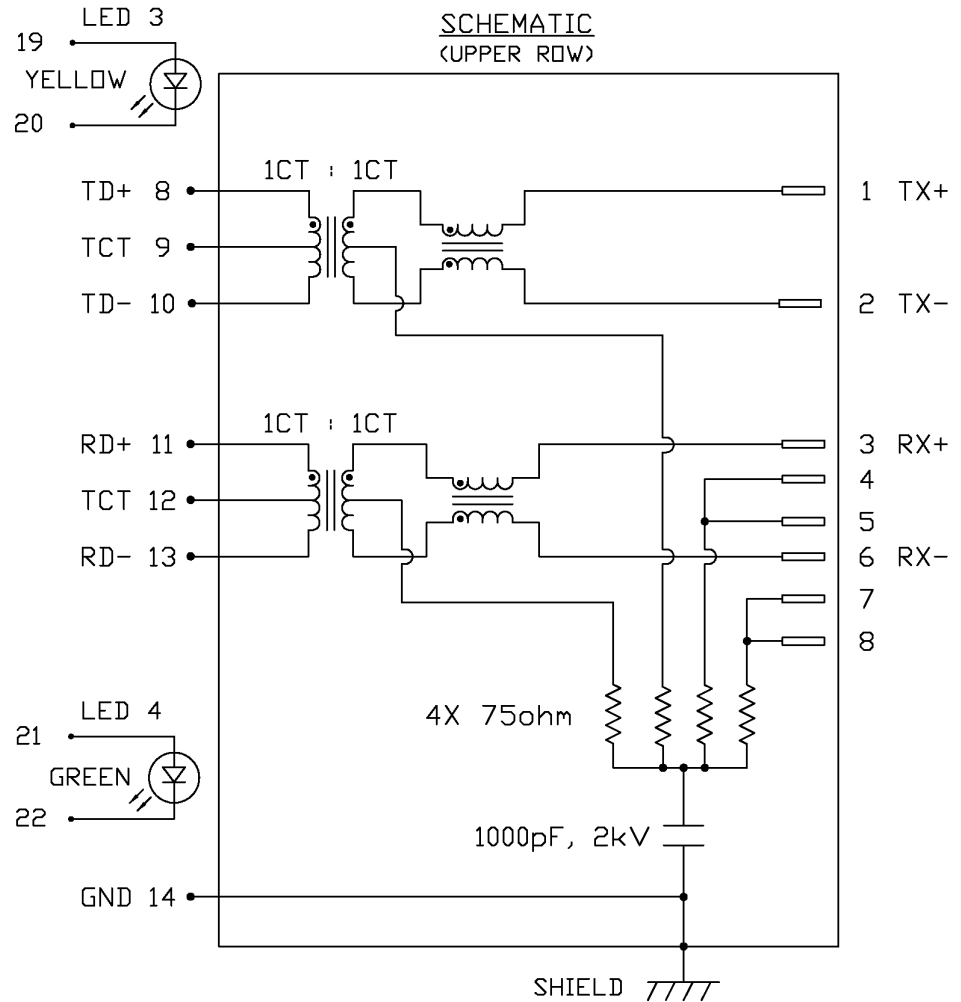 LED 3
SCHEMATIC
(UPPER ROW)
19
YELLOW
20
1CT : 1CT
TD+ 8
1 TX+
TCT 9
TD- 10
2 TX-
1CT : 1CT
RD+ 11
3 RX+
4
TCT 12
5
RD- 13
6 RX-
7
8
LED 4
4X 75ohm
21
GREEN
22
1000pF, 2kV
GND 14
SHIELD